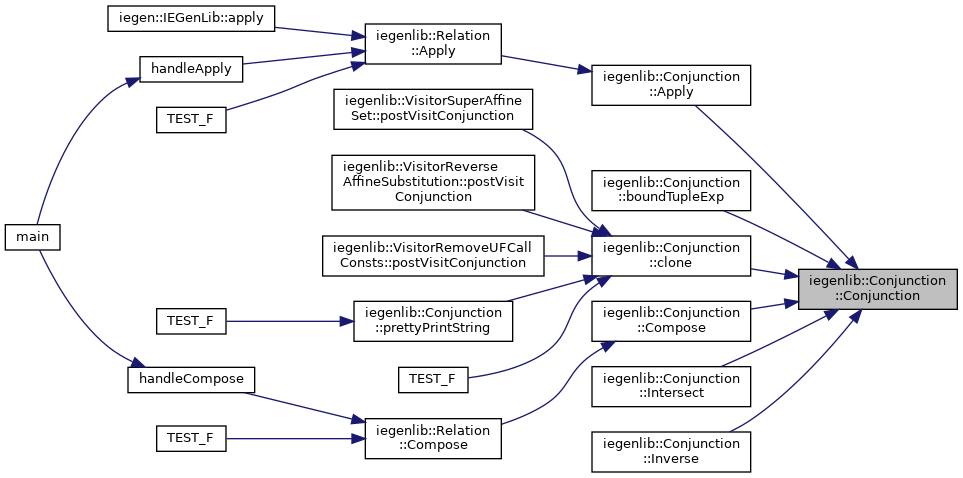 iegen::IEGenLib::apply
iegenlib::Relation
::Apply
handleApply
iegenlib::Conjunction
::Apply
TEST_F
iegenlib::VisitorSuperAffine
Set::postVisitConjunction
iegenlib::VisitorReverse
AffineSubstitution::postVisit
Conjunction
iegenlib::Conjunction
::boundTupleExp
main
iegenlib::VisitorRemoveUFCall
Consts::postVisitConjunction
iegenlib::Conjunction
::clone
iegenlib::Conjunction
::Conjunction
TEST_F
iegenlib::Conjunction
::prettyPrintString
iegenlib::Conjunction
::Compose
handleCompose
TEST_F
iegenlib::Conjunction
::Intersect
TEST_F
iegenlib::Relation
::Compose
iegenlib::Conjunction
::Inverse